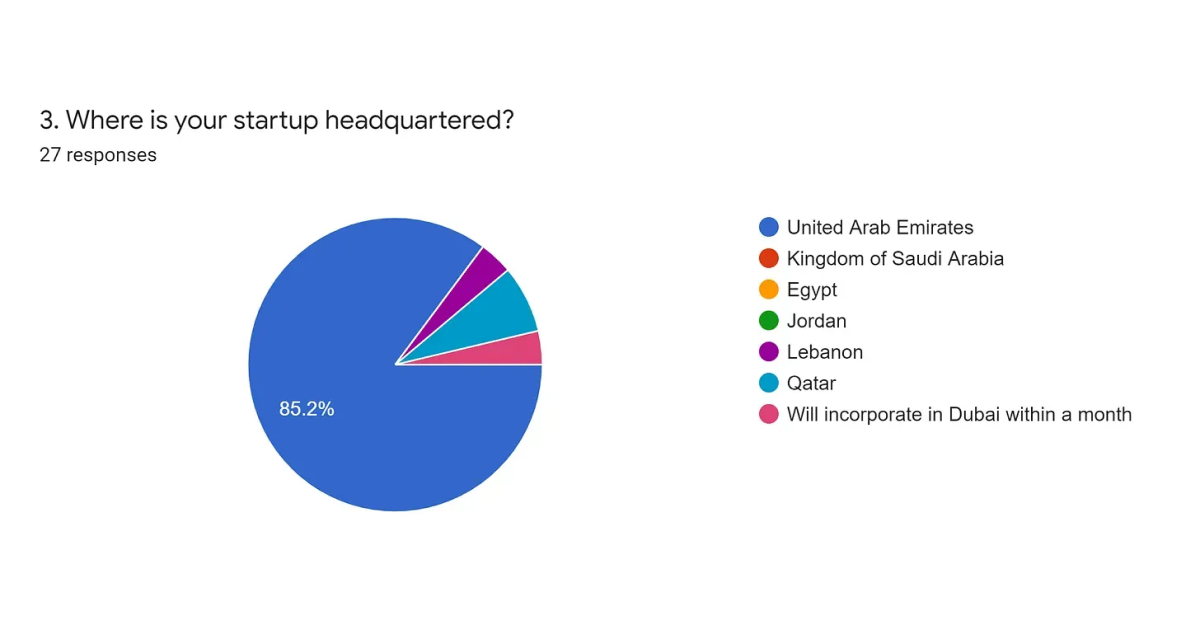 3. Where is your startup headquartered?
27 responses
85.2%
United Arab Emirates
Kingdom of Saudi Arabia
Egypt
Jordan
Lebanon
Qatar
Will incorporate in Dubai within a month